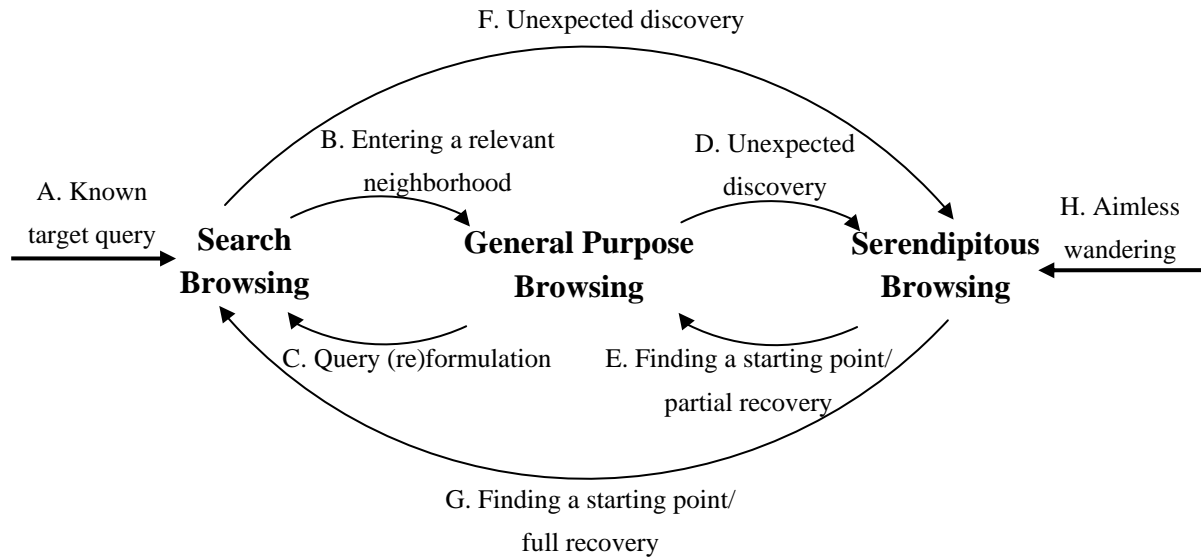 F. Unexpected discovery
B. Entering a relevant
neighborhood
D. Unexpected
discovery
A. Known
target query
H. Aimless
wandering
Search
Browsing
General Purpose
Browsing
Serendipitous
Browsing
C. Query (re)formulation
E. Finding a starting point/
partial recovery
G. Finding a starting point/
full recovery